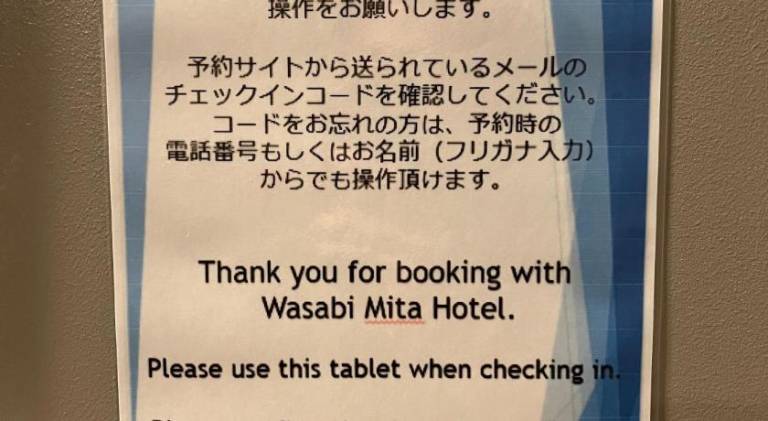 操作をお願いします。
予約サイトから送られているメールの
チェックインコードを確認してください。
コードをお忘れの方は、予約時の
電話番号もしくはお名前（フリガナ入力）
からでも操作頂けます。
Thank you for booking with
Wasabi Mita Hotel.
Please use this tablet when checking in.